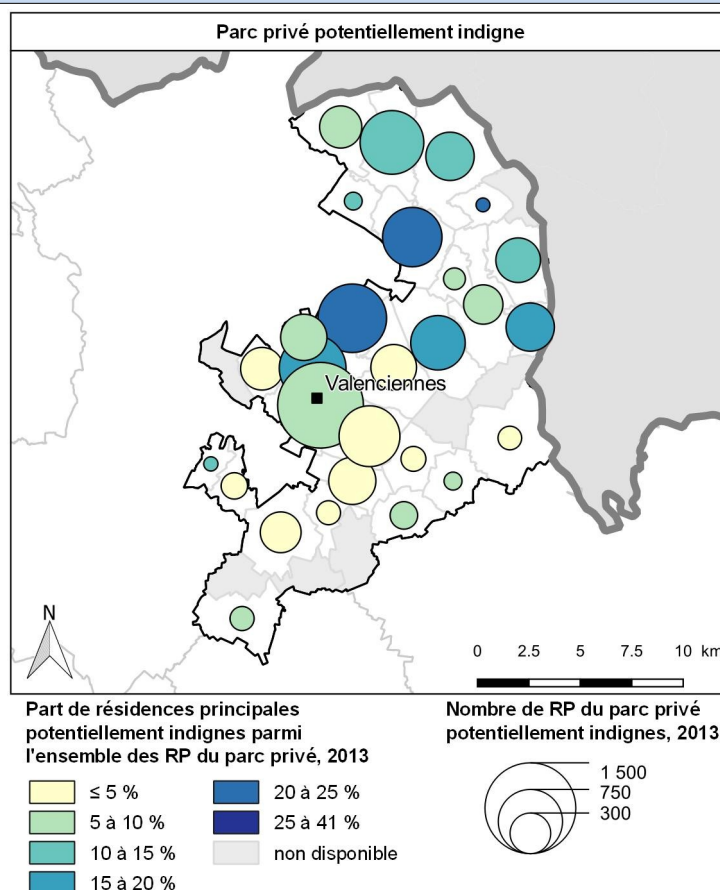 Parc privé potentiellement indigne
Valenciennes
N
0 2.5 5 7.5 10 km
Part de résidences principales
potentiellement indignes parmi
l'ensemble des RP du parc privé, 2013
≤ 5 %
5 à 10 %
10 à 15 %
15 à 20 %
20 à 25 %
25 à 41 %
non disponible
Nombre de RP du parc privé
potentiellement indignes, 2013
1 500
750
300